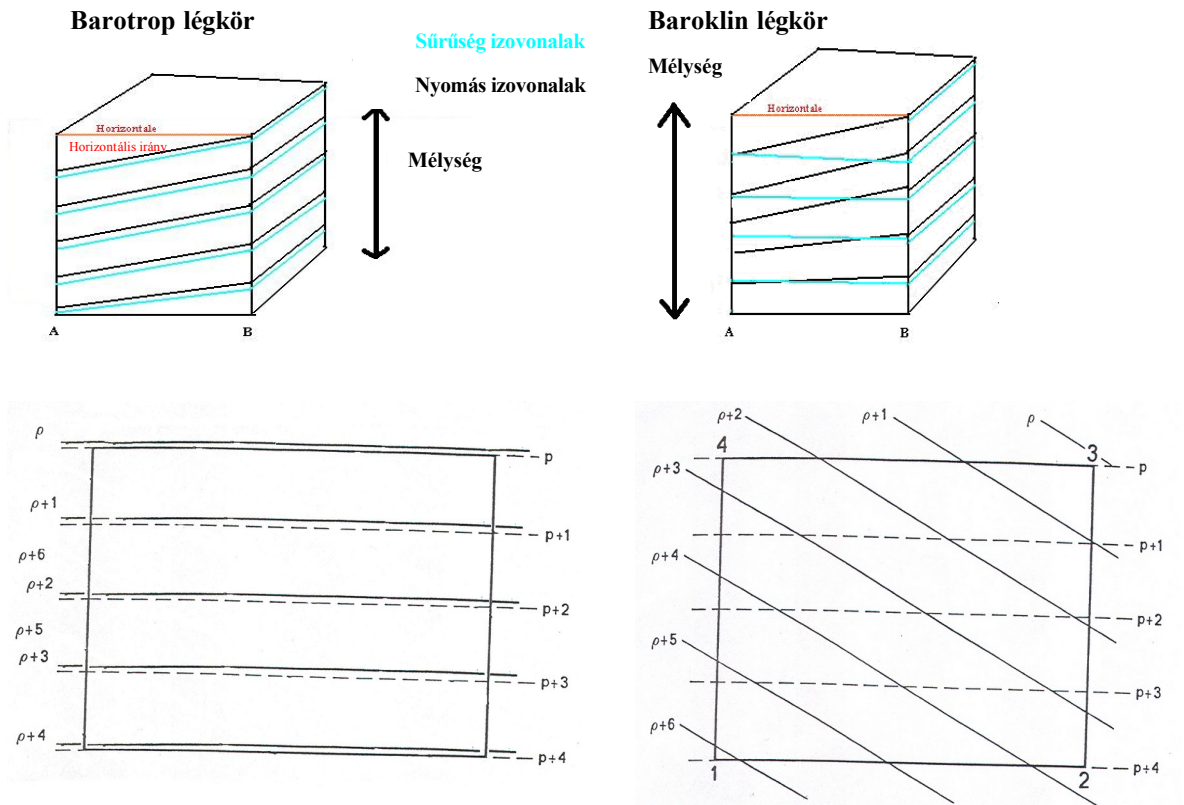 Barotrop légkör
Sűrűség izovonalak
Nyomás izovonalak
Horizontale
Horizontális irány
Mélység
A
B
Baroklin légkör
Mélység
Horizontale
A
B
ρ
p
ρ+1
p+1
ρ+6
ρ+2
p+2
ρ+5
ρ+3
p+3
ρ+4
p+4
ρ+2
ρ+1
ρ
4
3
p
ρ+3
p+1
ρ+4
p+2
ρ+5
p+3
ρ+6
1
2
p+4